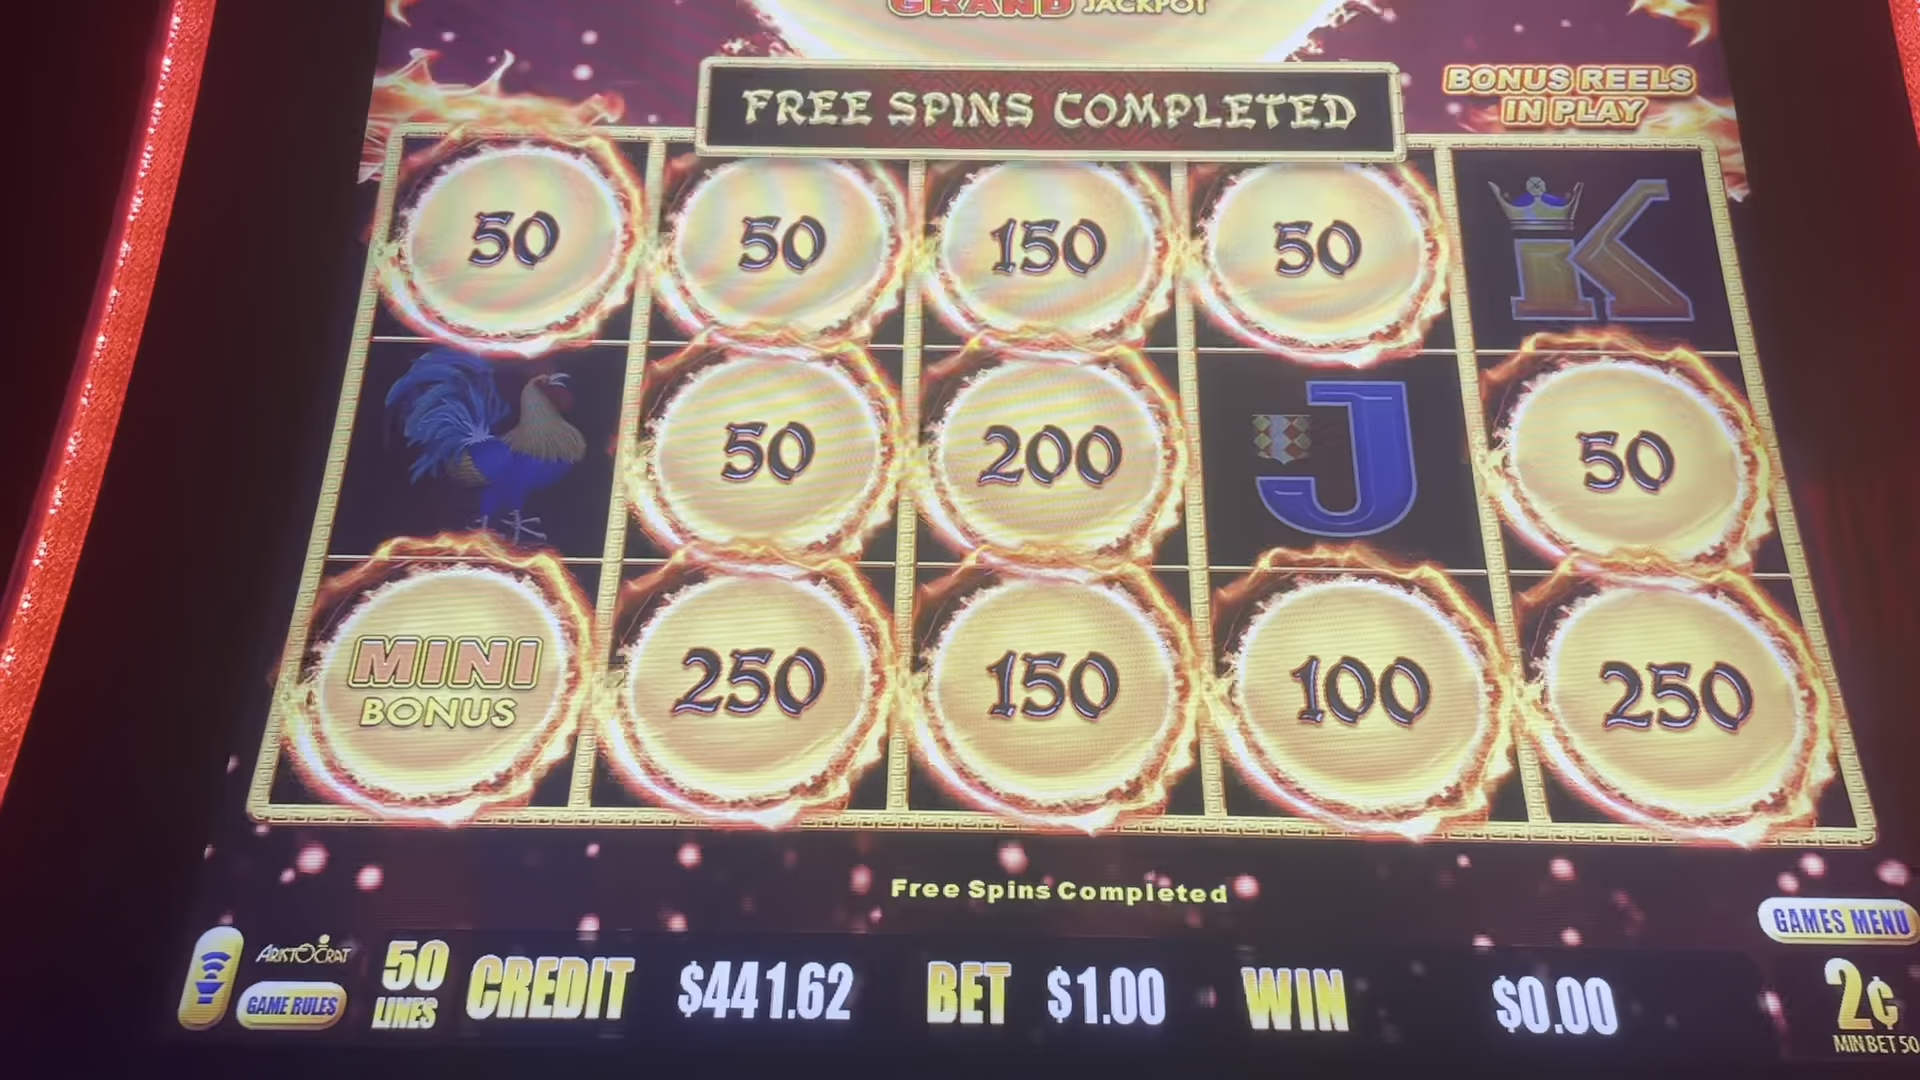 GRAND JACKPOT
FREE SPINS COMPLETED
BONUS REELS
IN PLAY
50
50
150
50
K
50
200
J
50
MINI
BONUS
250
150
100
250
Free Spins Completed
GAMES MENU
ARISTOCRAT
GAME RULES
50
LINES
CREDIT $441.62
BET $1.00
WIN $0.00
2¢
MIN BET 50